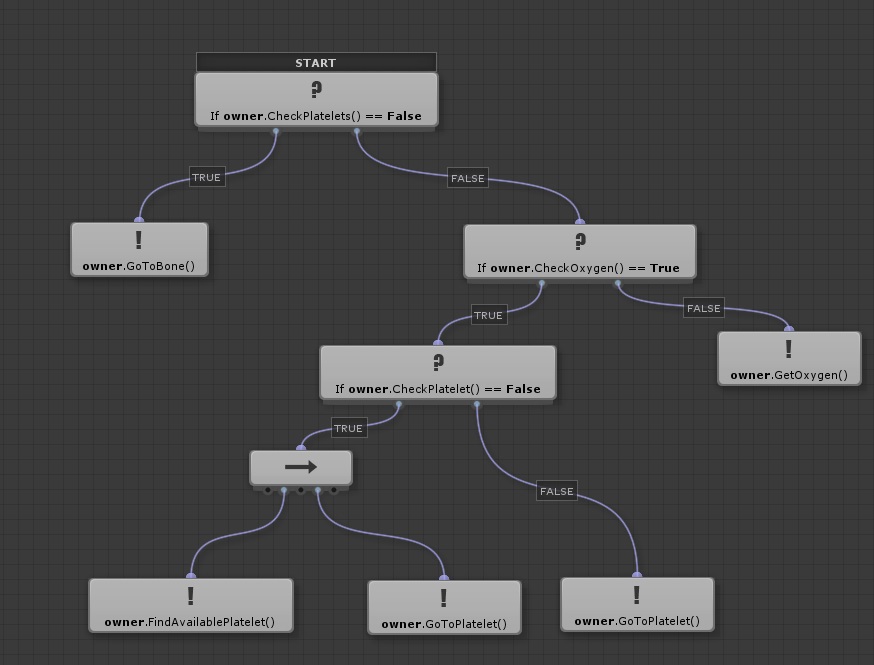 START
?
If owner.CheckPlatelets() == False
TRUE
FALSE
!
owner.GoToBone()
?
If owner.CheckOxygen() == True
TRUE
FALSE
!
owner.GetOxygen()
?
If owner.CheckPlatelet() == False
TRUE
FALSE
!
owner.FindAvailablePlatelet()
!
owner.GoToPlatelet()
!
owner.GoToPlatelet()